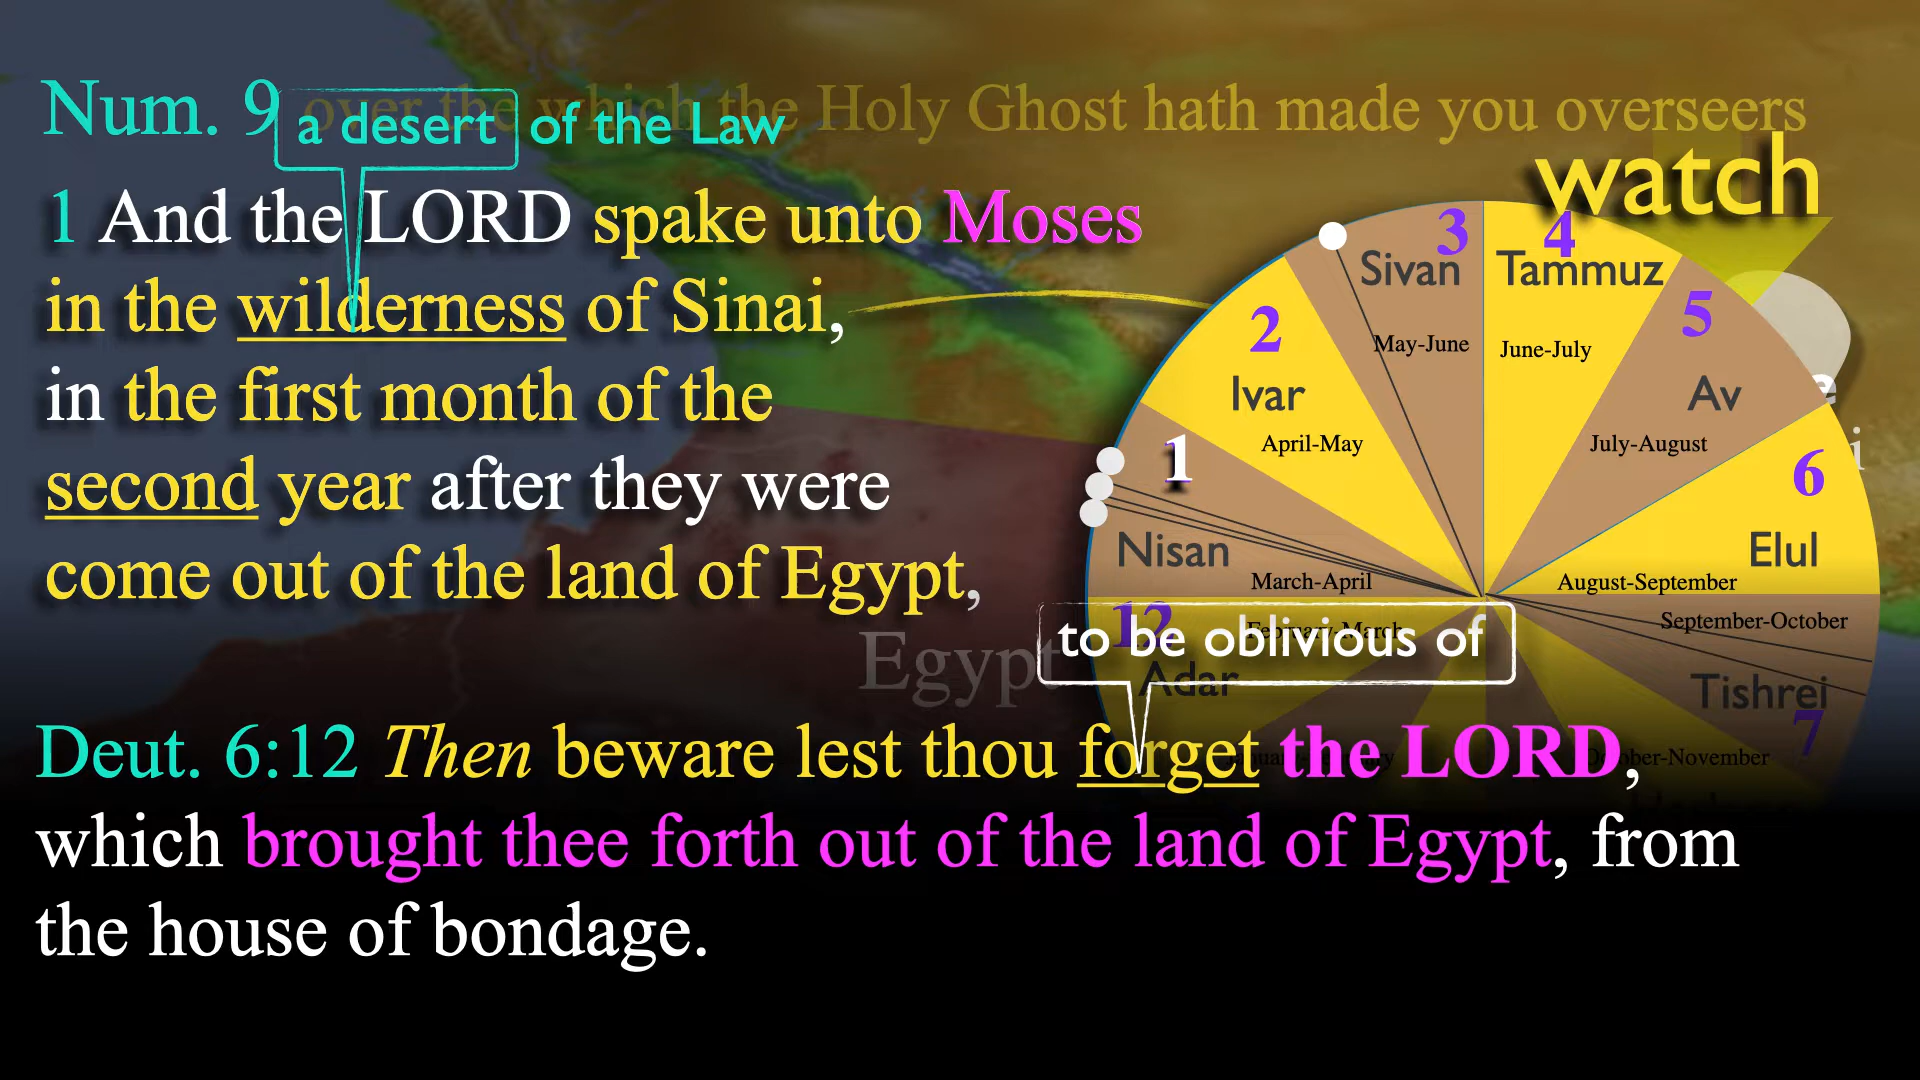 Num. 9
over the which the Holy Ghost hath made you overseers
a desert of the Law
watch
1 And the LORD spake unto Moses
in the wilderness of Sinai,
in the first month of the
second year after they were
come out of the land of Egypt,
3
Sivan
May-June
4
Tammuz
June-July
2
Ivar
April-May
5
Av
July-August
1
Nisan
March-April
6
Elul
August-September
12
February-March
Adar
September-October
Tishrei
7
October-November
to be oblivious of
Egypt
Deut. 6:12 Then beware lest thou forget the LORD,
which brought thee forth out of the land of Egypt, from
the house of bondage.